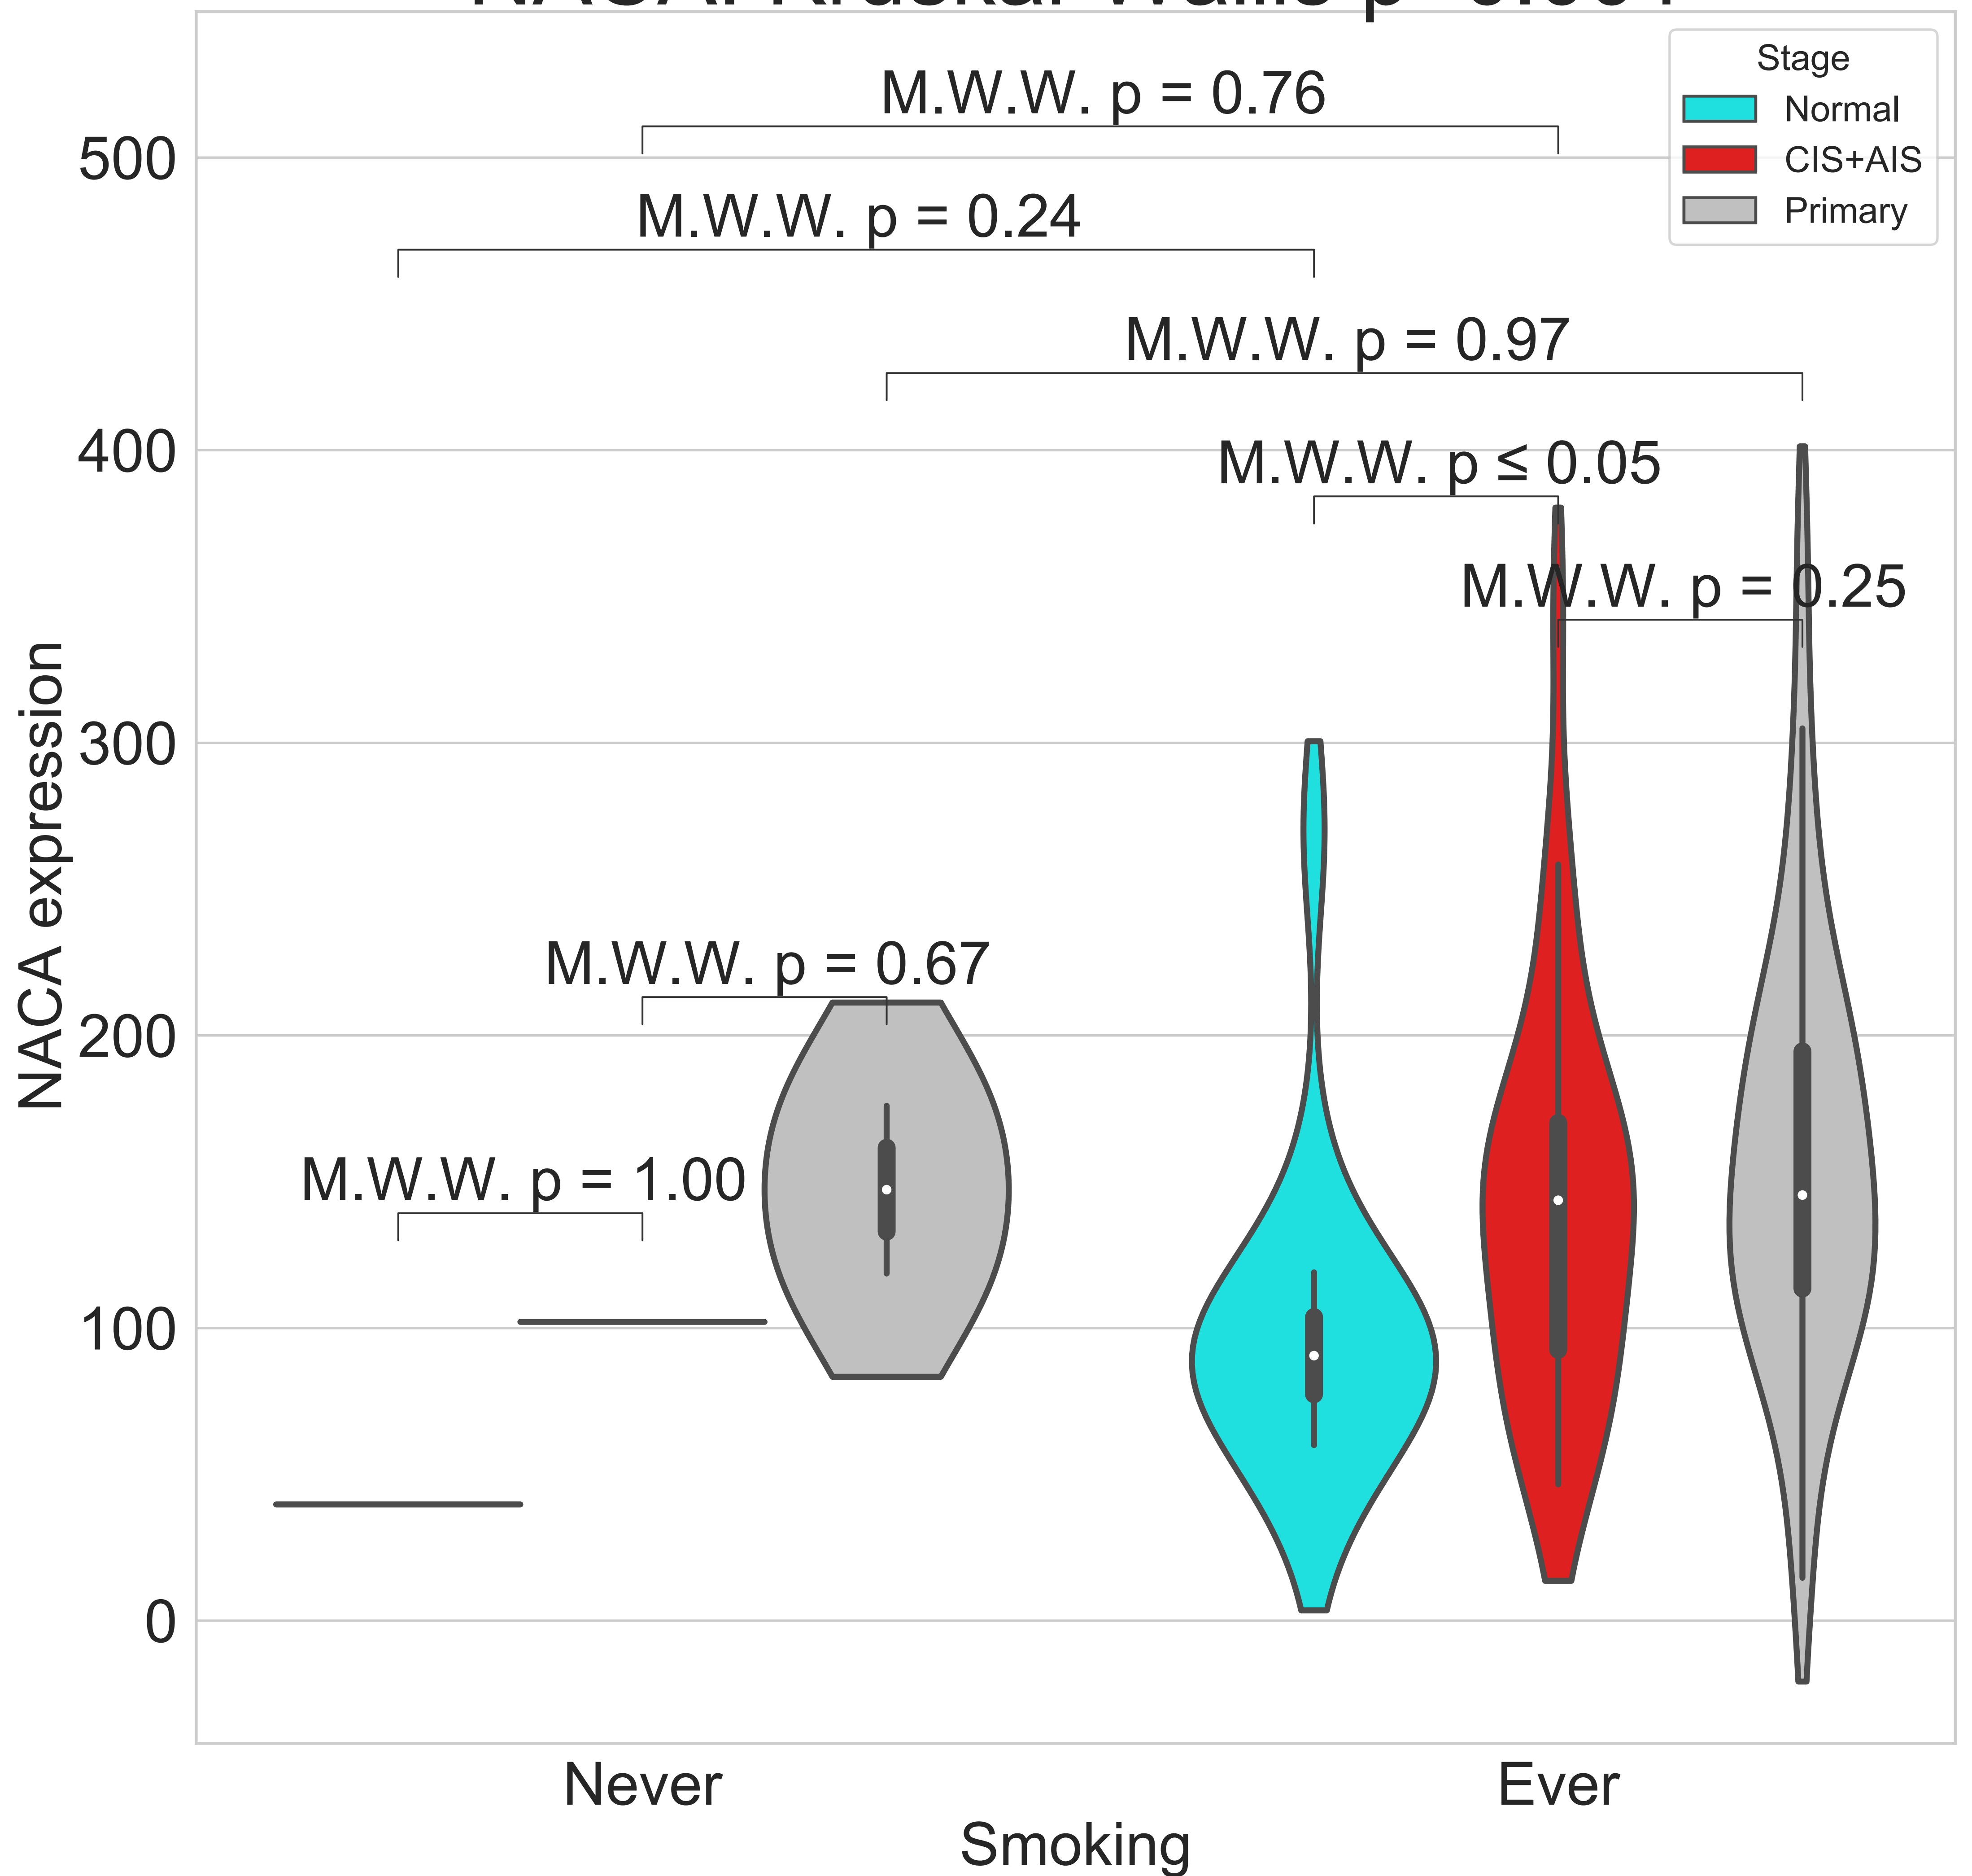 Stage
Normal
CIS+AIS
Primary
M.W.W. p = 0.76
500
M.W.W. p = 0.24
M.W.W. p = 0.97
400
M.W.W. p ≤ 0.05
M.W.W. p = 0.25
300
NACA expression
M.W.W. p = 0.67
200
M.W.W. p = 1.00
100
0
Never
Ever
Smoking